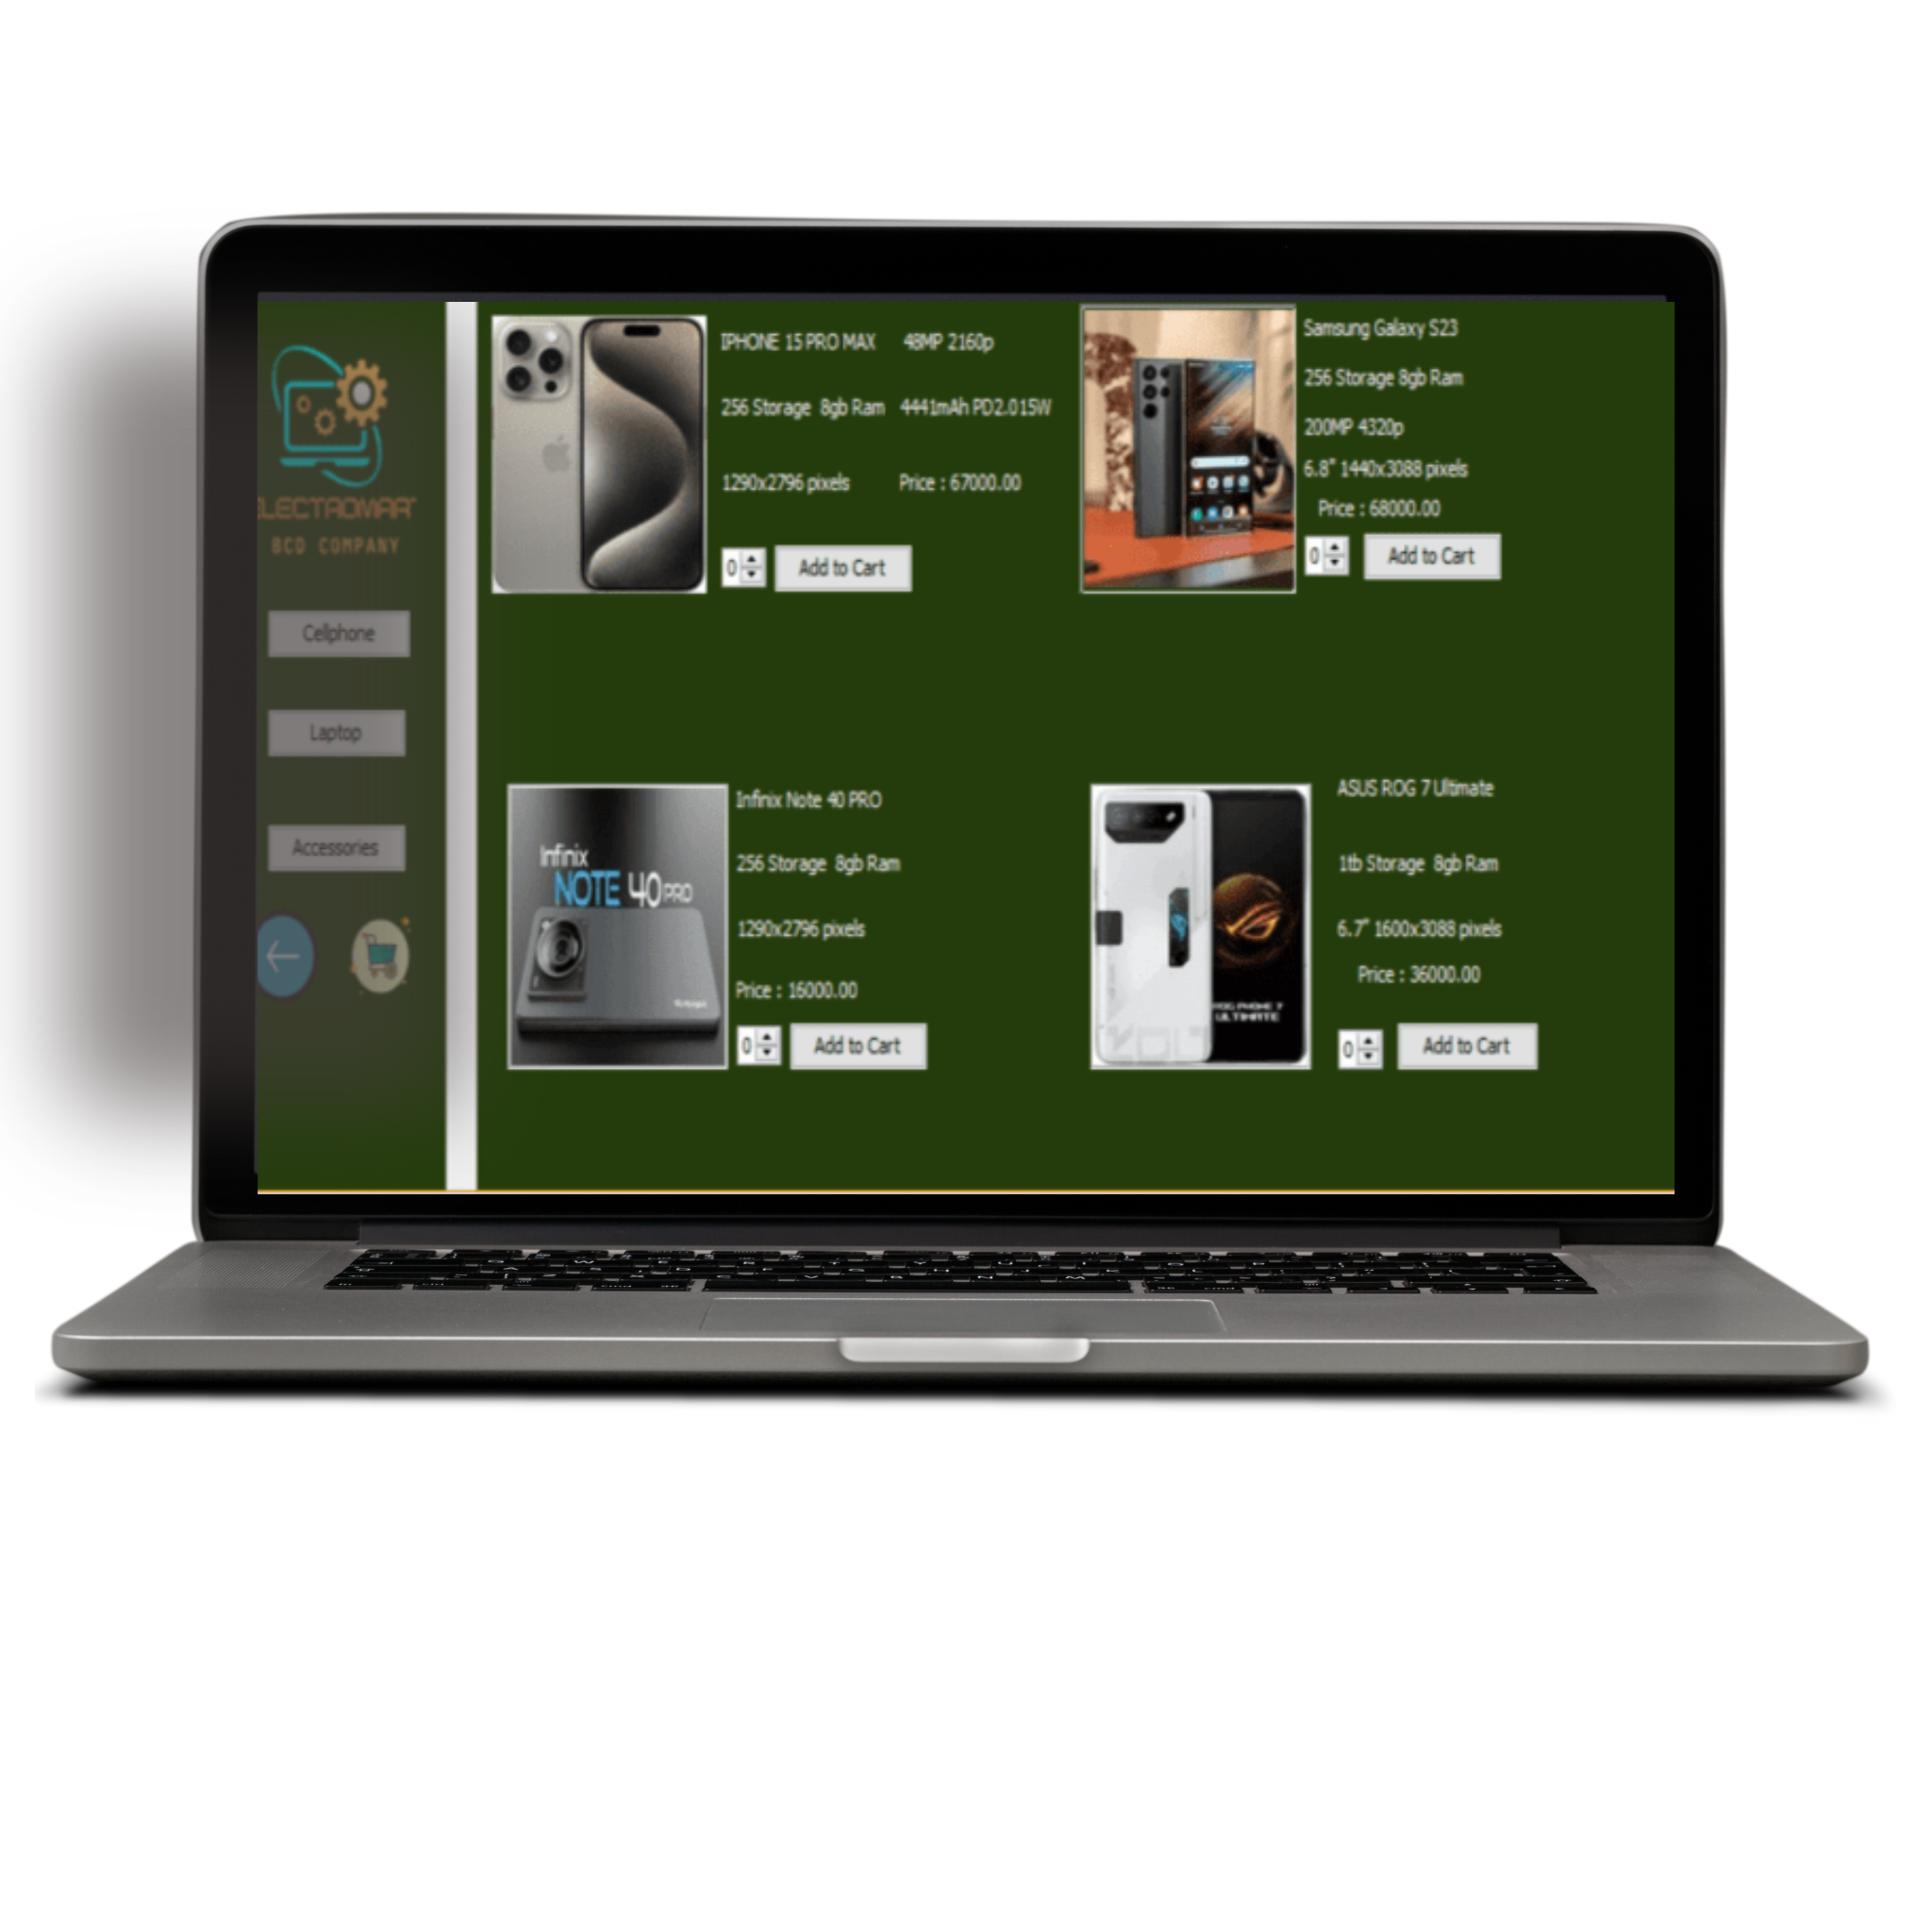 ELECTROMART
BCD COMPANY
Cellphone
Laptop
Accessories
IPHONE 15 PRO MAX 48MP 2160p
256 Storage 8gb Ram 4441mAh PD2.015W
1290x2796 pixels Price : 67000.00
0 Add to Cart
Samsung Galaxy S23
256 Storage 8gb Ram
200MP 4320p
6.8" 1440x3088 pixels
Price : 68000.00
0 Add to Cart
Infinix
NOTE 40 PRO
Infinix Note 40 PRO
256 Storage 8gb Ram
1290x2796 pixels
Price : 16000.00
0 Add to Cart
ROG PHONE 7
ULTIMATE
ASUS ROG 7 Ultimate
1tb Storage 8gb Ram
6.7" 1600x3088 pixels
Price : 36000.00
0 Add to Cart